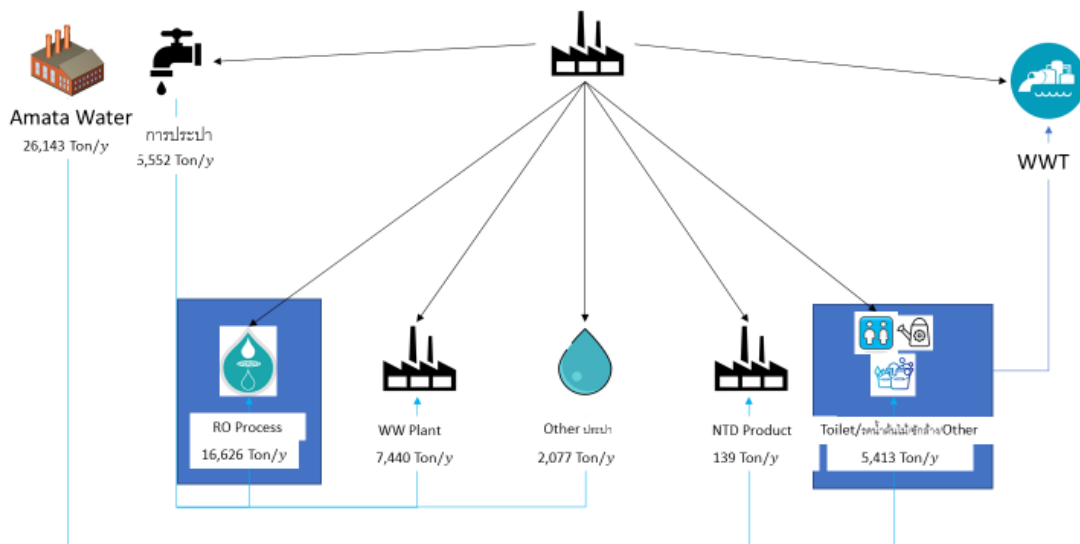 Amata Water
26,143 Ton/y
การประปา
5,552 Ton/y
WWT
RO Process
16,626 Ton/y
WW Plant
7,440 Ton/y
Other ประปา
2,077 Ton/y
NTD Product
139 Ton/y
Toilet/รดน้ำต้นไม้/ซักล้าง/Other
5,413 Ton/y